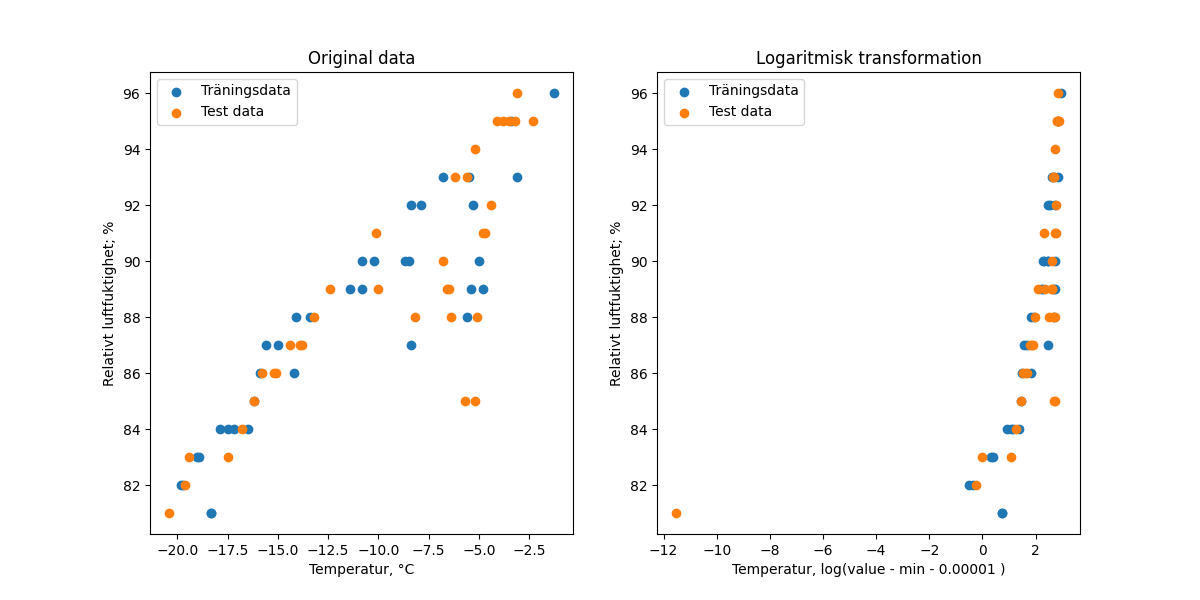 Original data
Träningsdata
Test data
96
94
92
90
88
86
84
82
Relativt luftfuktighet; %
−20.0 −17.5 −15.0 −12.5 −10.0 −7.5 −5.0 −2.5
Temperatur, °C
Logaritmisk transformation
Träningsdata
Test data
96
94
92
90
88
86
84
82
Relativt luftfuktighet; %
−12 −10 −8 −6 −4 −2 0 2
Temperatur, log(value - min - 0.00001 )